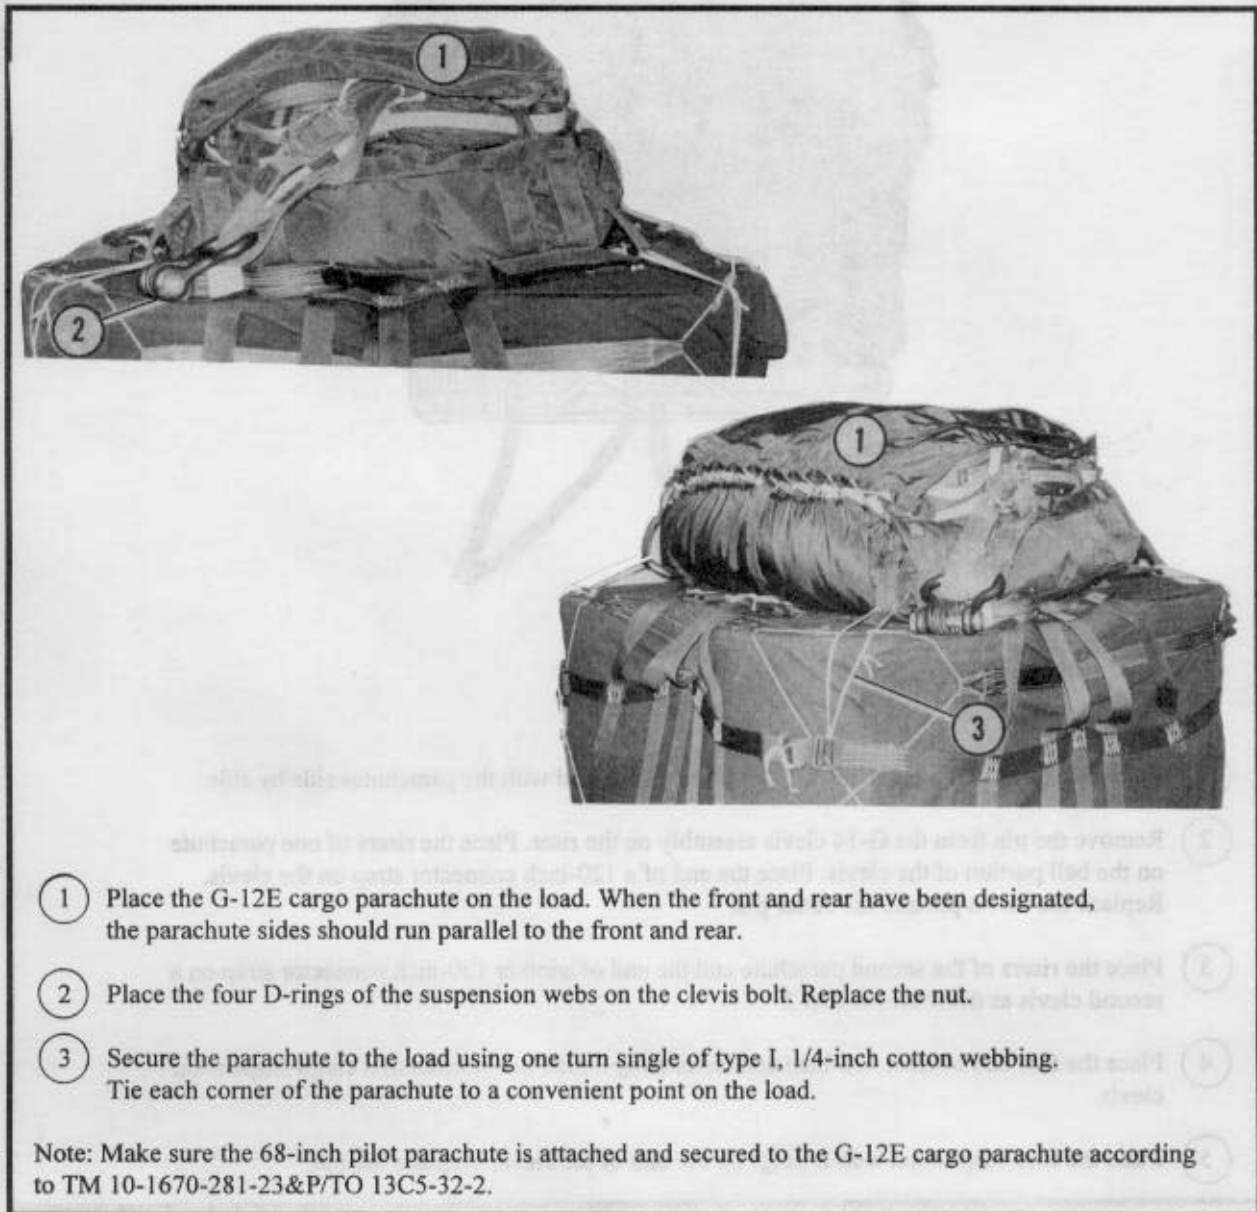 1
2
1
3
1 Place the G-12E cargo parachute on the load. When the front and rear have been designated,
the parachute sides should run parallel to the front and rear.
2 Place the four D-rings of the suspension webs on the clevis bolt. Replace the nut.
3 Secure the parachute to the load using one turn single of type I, 1/4-inch cotton webbing.
Tie each corner of the parachute to a convenient point on the load.
Note: Make sure the 68-inch pilot parachute is attached and secured to the G-12E cargo parachute according
to TM 10-1670-281-23&P/TO 13C5-32-2.